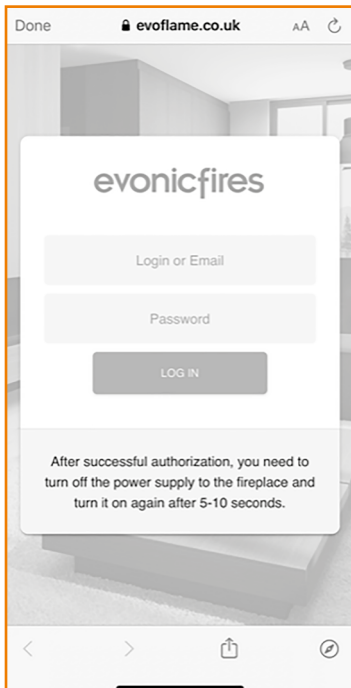 Done evoflame.co.uk AA
evonicfires
Login or Email
Password
LOG IN
After successful authorization, you need to
turn off the power supply to the fireplace and
turn it on again after 5-10 seconds.